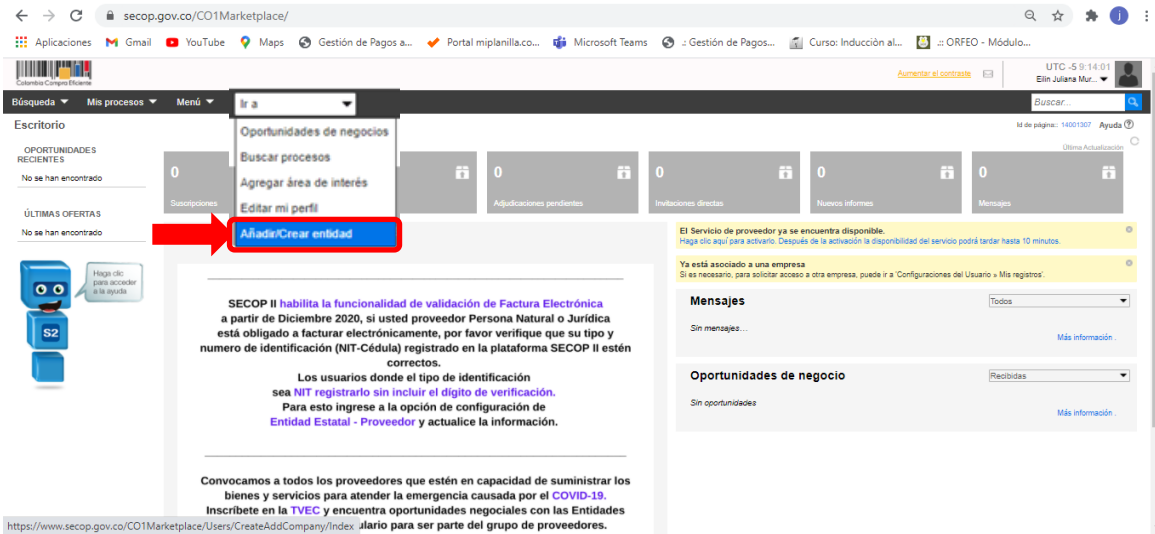 secop.gov.co/CO1Marketplace/
Aplicaciones Gmail YouTube Maps Gestión de Pagos a... Portal miplanilla.co... Microsoft Teams .: Gestión de Pagos... Curso: Inducción al... .:: ORFEO - Módulo...
Colombia Compra Eficiente
Aumentar el contraste
UTC -5 9:14:01
Eilin Juliana Mur...
Búsqueda Mis procesos Menú Ir a
Buscar...
Escritorio
Id de página:: 14001307 Ayuda
Última Actualización
OPORTUNIDADES
RECIENTES
No se han encontrado
ÚLTIMAS OFERTAS
No se han encontrado
Haga clic
para acceder
a la ayuda
S2
Oportunidades de negocios
Buscar procesos
Agregar área de interés
Editar mi perfil
Añadir/Crear entidad
0
Suscripciones
0
Adjudicaciones pendientes
0
Invitaciones directas
0
Nuevos informes
0
Mensajes
SECOP II habilita la funcionalidad de validación de Factura Electrónica
a partir de Diciembre 2020, si usted proveedor Persona Natural o Jurídica
está obligado a facturar electrónicamente, por favor verifique que su tipo y
numero de identificación (NIT-Cédula) registrado en la plataforma SECOP II estén
correctos.
Los usuarios donde el tipo de identificación
sea NIT registrarlo sin incluir el dígito de verificación.
Para esto ingrese a la opción de configuración de
Entidad Estatal - Proveedor y actualice la información.
Convocamos a todos los proveedores que estén en capacidad de suministrar los
bienes y servicios para atender la emergencia causada por el COVID-19.
Inscríbete en la TVEC y encuentra oportunidades negociales con las Entidades
ulario para ser parte del grupo de proveedores.
El Servicio de proveedor ya se encuentra disponible.
Haga clic aquí para activarlo. Después de la activación la disponibilidad del servicio podrá tardar hasta 10 minutos.
Ya está asociado a una empresa
Si es necesario, para solicitar acceso a otra empresa, puede ir a 'Configuraciones del Usuario » Mis registros'.
Mensajes
Todos
Sin mensajes...
Más información .
Oportunidades de negocio
Recibidas
Sin oportunidades
Más información .
https://www.secop.gov.co/CO1Marketplace/Users/CreateAddCompany/Index